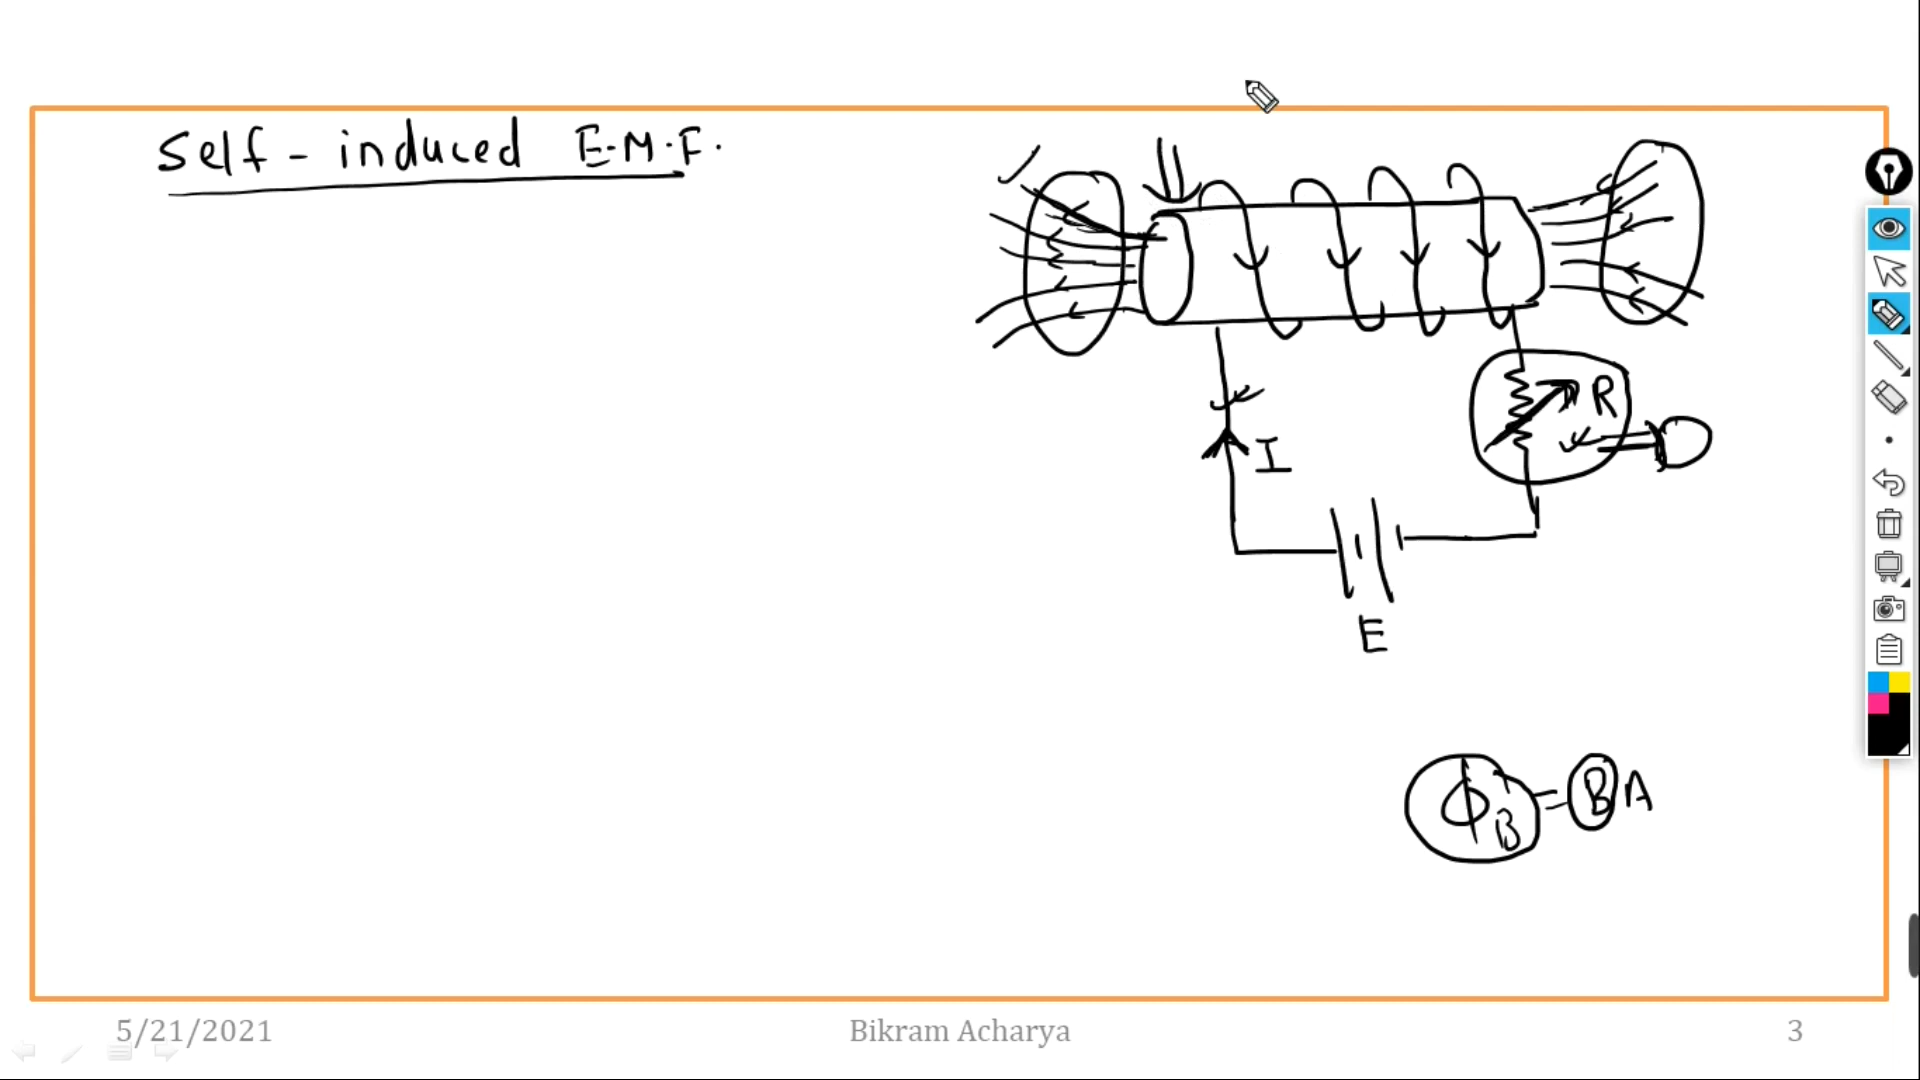 Self - induced E.M.F.
R
I
E
ϕB = BA
5/21/2021
Bikram Acharya
3